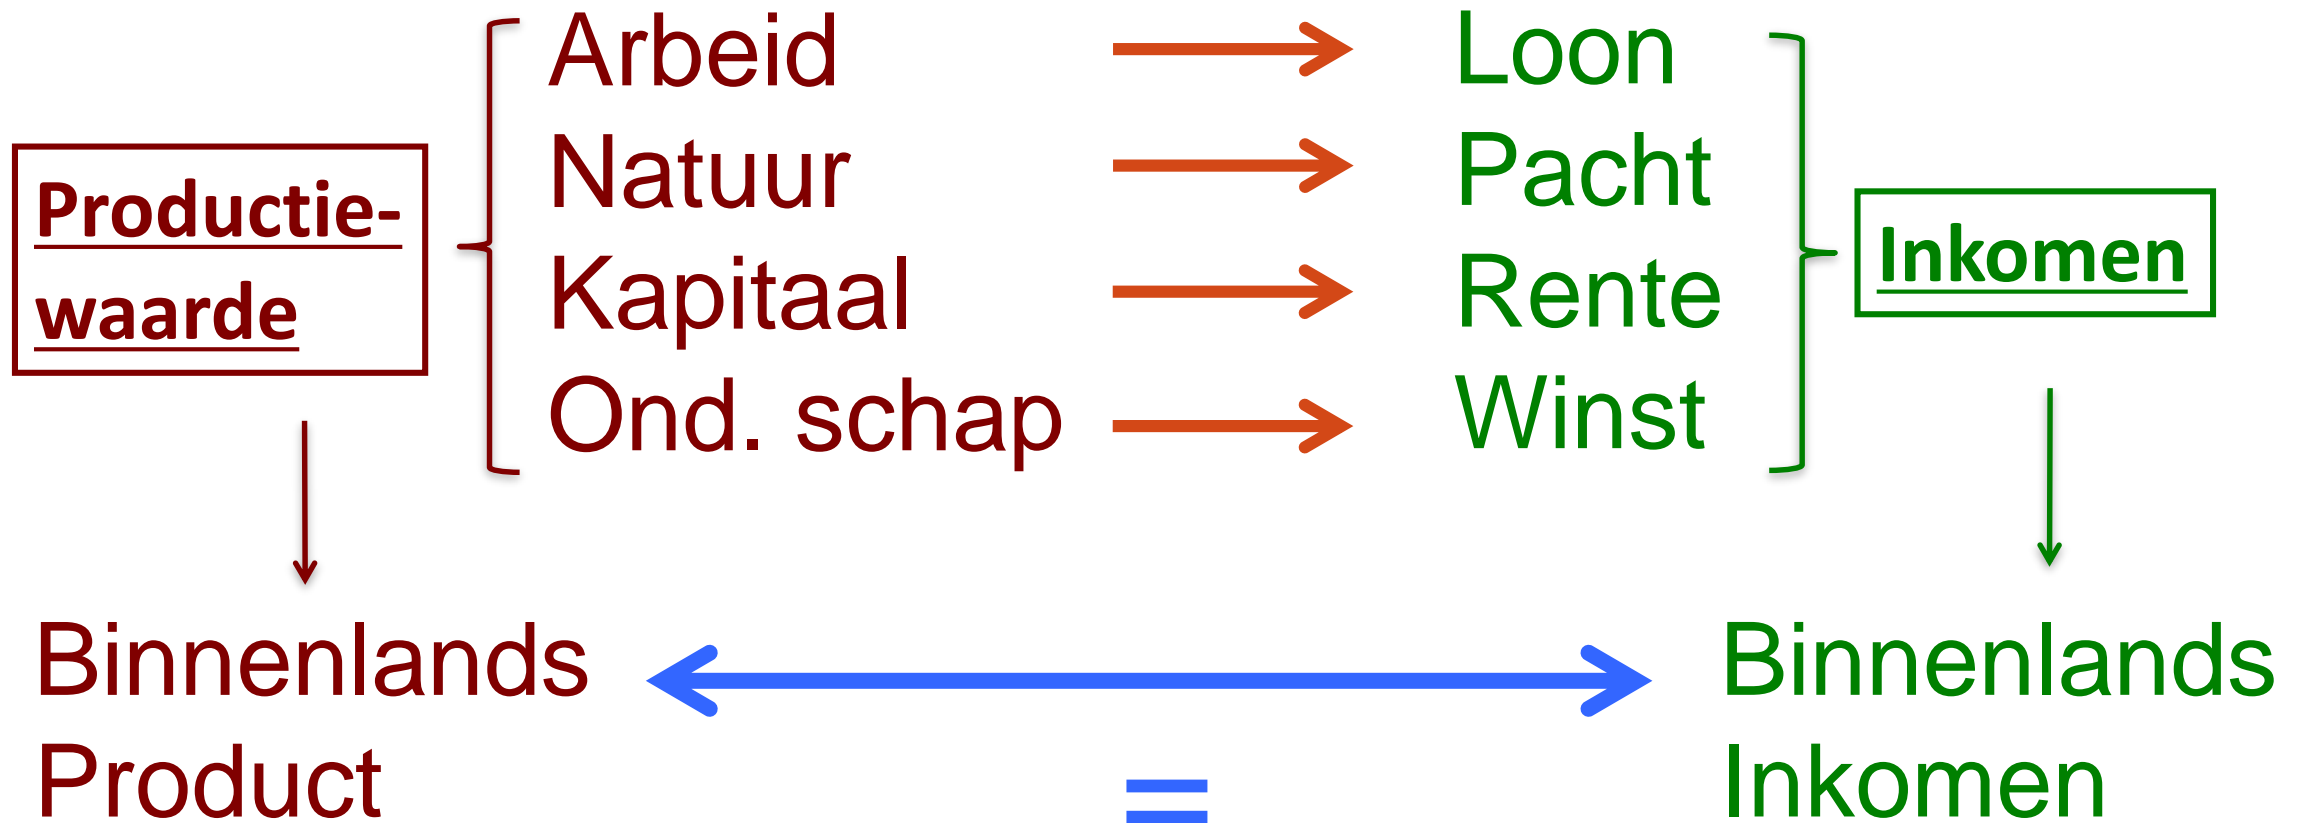 Arbeid
Loon
Natuur
Pacht
Productie-
waarde
Inkomen
Kapitaal
Rente
Ond. schap
Winst
Binnenlands
Product
=
Binnenlands
Inkomen